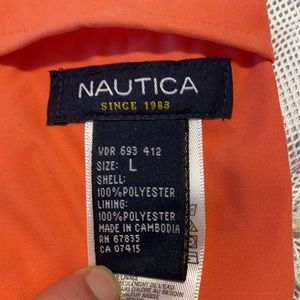 NAUTICA
SINCE 1983
VDR 693 412
SIZE: L
SHELL:
100%POLYESTER
LINING:
100%POLYESTER
MADE IN CAMBODIA
RN 67835
CA 07415